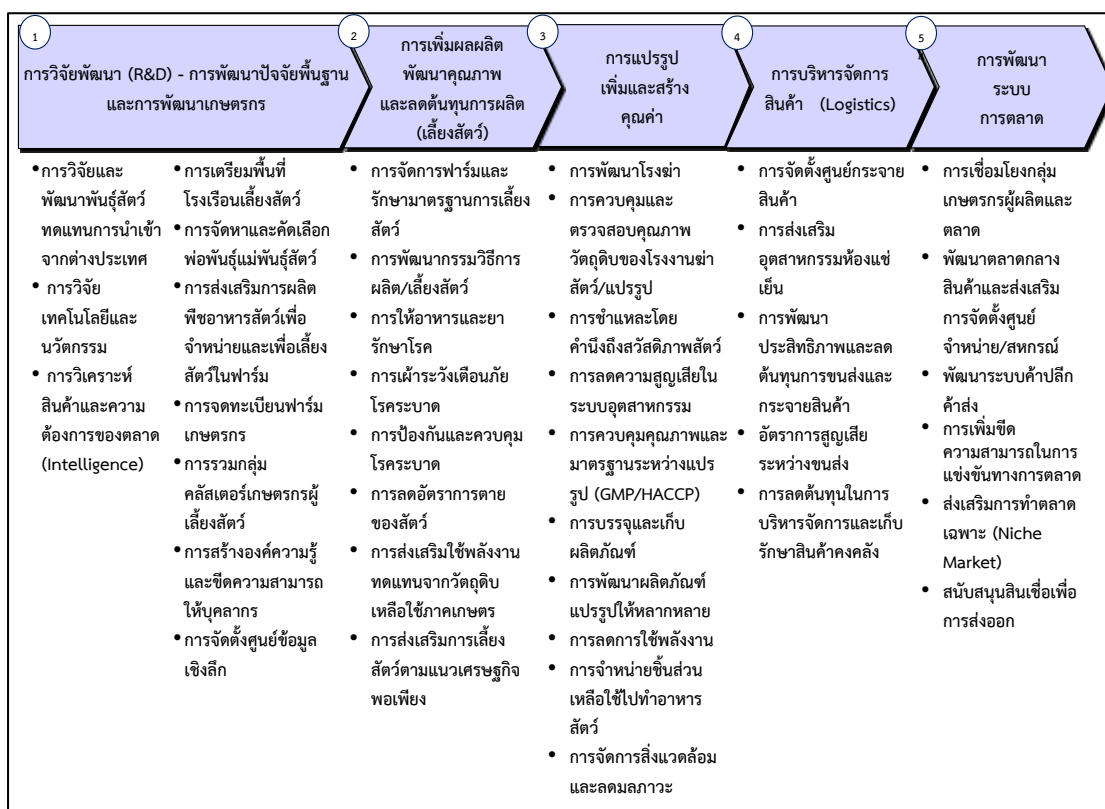 1
การวิจัยพัฒนา (R&D) - การพัฒนาปัจจัยพื้นฐาน
และการพัฒนาเกษตรกร
2
การเพิ่มผลผลิต
พัฒนาคุณภาพ
และลดต้นทุนการผลิต
(เลี้ยงสัตว์)
3
การแปรรูป
เพิ่มและสร้าง
คุณค่า
4
การบริหารจัดการ
สินค้า (Logistics)
5
การพัฒนา
ระบบ
การตลาด
•การวิจัยและ
พัฒนาพันธุ์สัตว์
ทดแทนการนำเข้า
จากต่างประเทศ
• การวิจัย
เทคโนโลยีและ
นวัตกรรม
• การวิเคราะห์
สินค้าและความ
ต้องการของตลาด
(Intelligence)
•การเตรียมพื้นที่
โรงเรือนเลี้ยงสัตว์
•การจัดหาและคัดเลือก
พ่อพันธุ์แม่พันธุ์สัตว์
•การส่งเสริมการผลิต
พืชอาหารสัตว์เพื่อ
จำหน่ายและเพื่อเลี้ยง
สัตว์ในฟาร์ม
•การจดทะเบียนฟาร์ม
เกษตรกร
•การรวมกลุ่ม
คลัสเตอร์เกษตรกรผู้
เลี้ยงสัตว์
•การสร้างองค์ความรู้
และขีดความสามารถ
ให้บุคลากร
•การจัดตั้งศูนย์ข้อมูล
เชิงลึก
• การจัดการฟาร์มและ
รักษามาตรฐานการเลี้ยง
สัตว์
• การพัฒนากรรมวิธีการ
ผลิต/เลี้ยงสัตว์
• การให้อาหารและยา
รักษาโรค
• การเฝ้าระวังเตือนภัย
โรคระบาด
• การป้องกันและควบคุม
โรคระบาด
• การลดอัตราการตาย
ของสัตว์
• การส่งเสริมใช้พลังงาน
ทดแทนจากวัตถุดิบ
เหลือใช้ภาคเกษตร
• การส่งเสริมการเลี้ยง
สัตว์ตามแนวเศรษฐกิจ
พอเพียง
• การพัฒนาโรงฆ่า
• การควบคุมและ
ตรวจสอบคุณภาพ
วัตถุดิบของโรงงานฆ่า
สัตว์/แปรรูป
• การชำแหละโดย
คำนึงถึงสวัสดิภาพสัตว์
• การลดความสูญเสียใน
ระบบอุตสาหกรรม
• การควบคุมคุณภาพและ
มาตรฐานระหว่างแปร
รูป (GMP/HACCP)
• การบรรจุและเก็บ
ผลิตภัณฑ์
• การพัฒนาผลิตภัณฑ์
แปรรูปให้หลากหลาย
• การลดการใช้พลังงาน
• การจำหน่ายชิ้นส่วน
เหลือใช้ไปทำอาหาร
สัตว์
• การจัดการสิ่งแวดล้อม
และลดมลภาวะ
• การจัดตั้งศูนย์กระจาย
สินค้า
• การส่งเสริม
อุตสาหกรรมห้องแช่
เย็น
• การพัฒนา
ประสิทธิภาพและลด
ต้นทุนการขนส่งและ
กระจายสินค้า
• อัตราการสูญเสีย
ระหว่างขนส่ง
• การลดต้นทุนในการ
บริหารจัดการและเก็บ
รักษาสินค้าคงคลัง
• การเชื่อมโยงกลุ่ม
เกษตรกรผู้ผลิตและ
ตลาด
• พัฒนาตลาดกลาง
สินค้าและส่งเสริม
การจัดตั้งศูนย์
จำหน่าย/สหกรณ์
• พัฒนาระบบค้าปลีก
ค้าส่ง
• การเพิ่มขีด
ความสามารถในการ
แข่งขันทางการตลาด
• ส่งเสริมการทำตลาด
เฉพาะ (Niche
Market)
• สนับสนุนสินเชื่อเพื่อ
การส่งออก